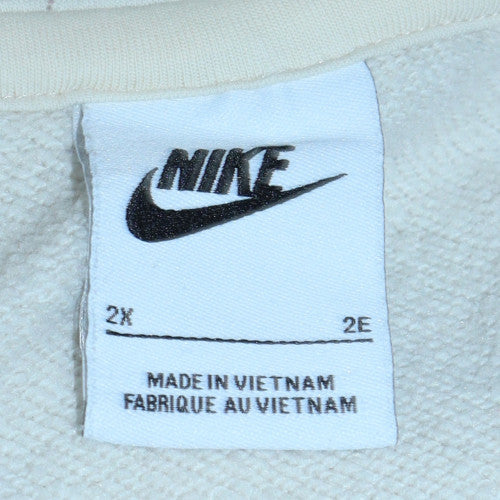 NIKE
2X 2E
MADE IN VIETNAM
FABRIQUE AU VIETNAM